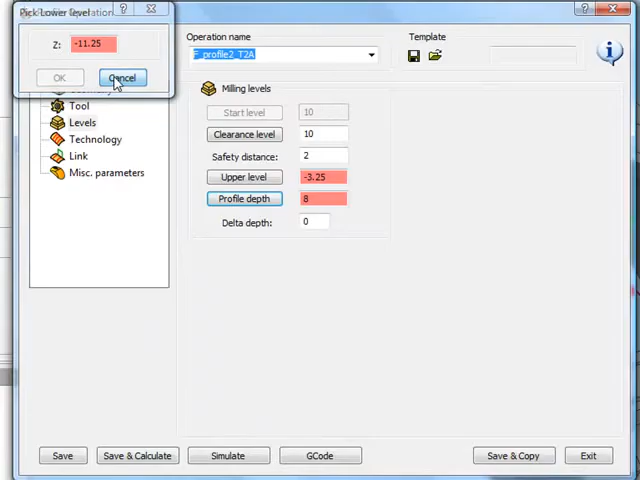 Pick Lower level
Operation
?
Z: -11.25
OK Cancel
Operation name
F_profile2_T2A
Template
Tool
Levels
Technology
Link
Misc. parameters
Milling levels
Start level 10
Clearance level 10
Safety distance: 2
Upper level -3.25
Profile depth 8
Delta depth: 0
Save Save & Calculate Simulate GCode Save & Copy Exit